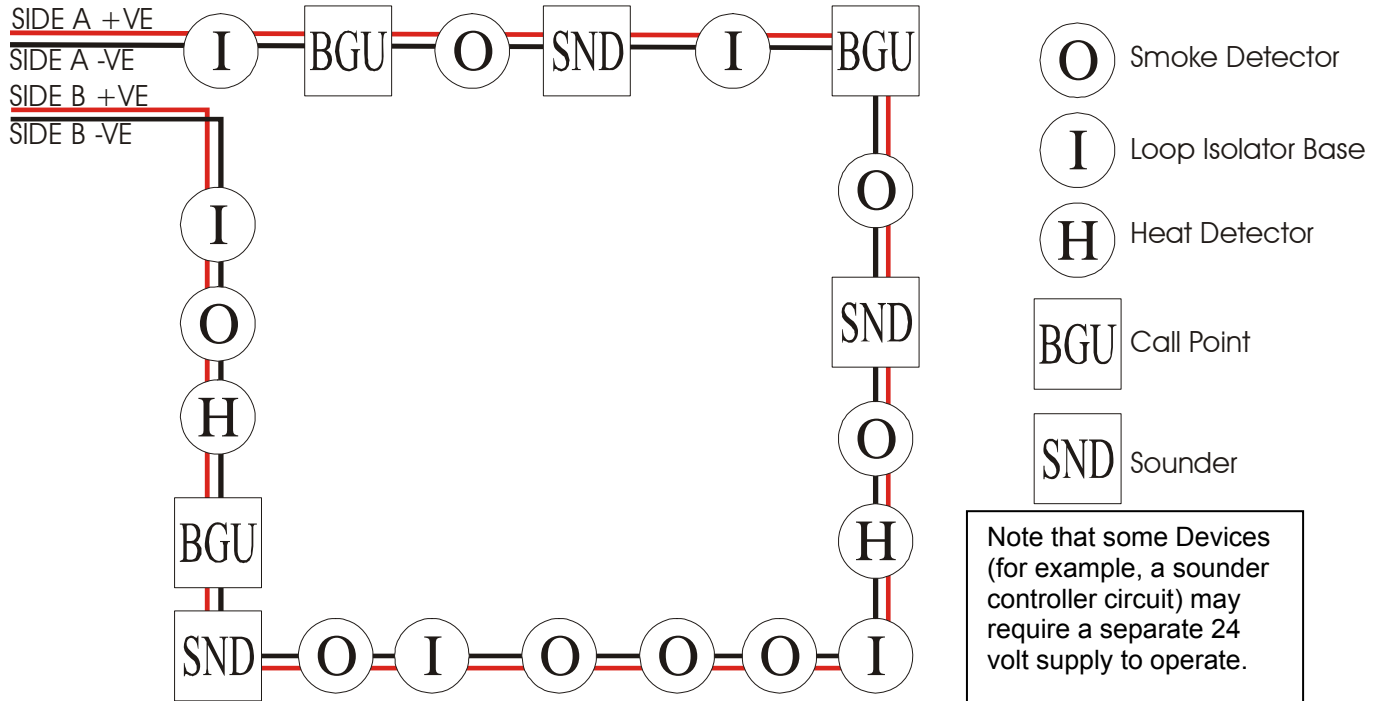 SIDE A +VE
SIDE A -VE
SIDE B +VE
SIDE B -VE
I
BGU
O
SND
I
BGU
O
SND
O
H
I
O
O
O
I
O
SND
BGU
H
O
I
O Smoke Detector
I Loop Isolator Base
H Heat Detector
BGU Call Point
SND Sounder
Note that some Devices
(for example, a sounder
controller circuit) may
require a separate 24
volt supply to operate.